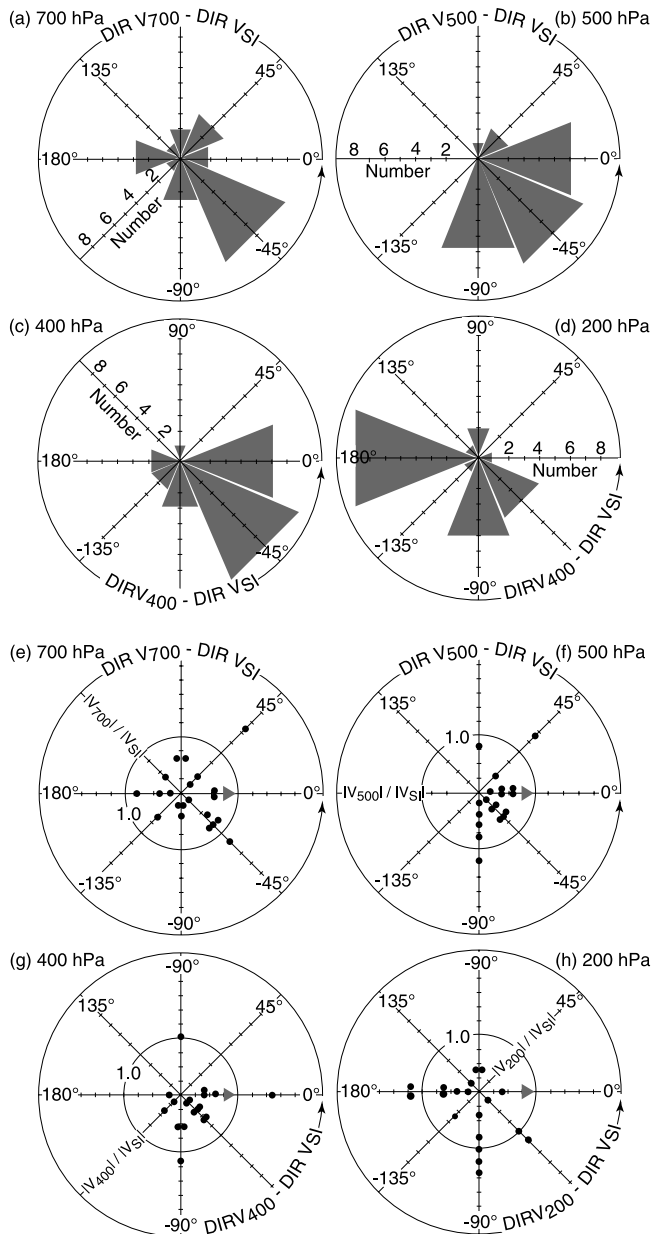 (a) 700 hPa
DIR V700 - DIR VSI
135°
45°
180°
0°
2
4
6
8
Number
-45°
-90°
(b) 500 hPa
DIR V500 - DIR VSI
135°
45°
8 6 4 2
Number
0°
-135°
-45°
-90°
(c) 400 hPa
90°
8
6
4
2
Number
45°
180°
0°
-135°
-45°
DIRV400 - DIR VSI
(d) 200 hPa
90°
135°
45°
180°
2 4 6 8
Number
-135°
-90°
DIRV400 - DIR VSI
(e) 700 hPa
DIR V700 - DIR VSI
|V700| / |VSI|
45°
180°
0°
1.0
-135°
-45°
-90°
(f) 500 hPa
DIR V500 - DIR VSI
135°
45°
1.0
|V500| / |VSI|
0°
-135°
-45°
-90°
(g) 400 hPa
-90°
135°
45°
1.0
180°
0°
|V400| / |VSI|
-90°
DIRV400 - DIR VSI
(h) 200 hPa
-90°
135°
45°
1.0
|V200| / |VSI|
180°
0°
-135°
-90°
DIRV200 - DIR VSI